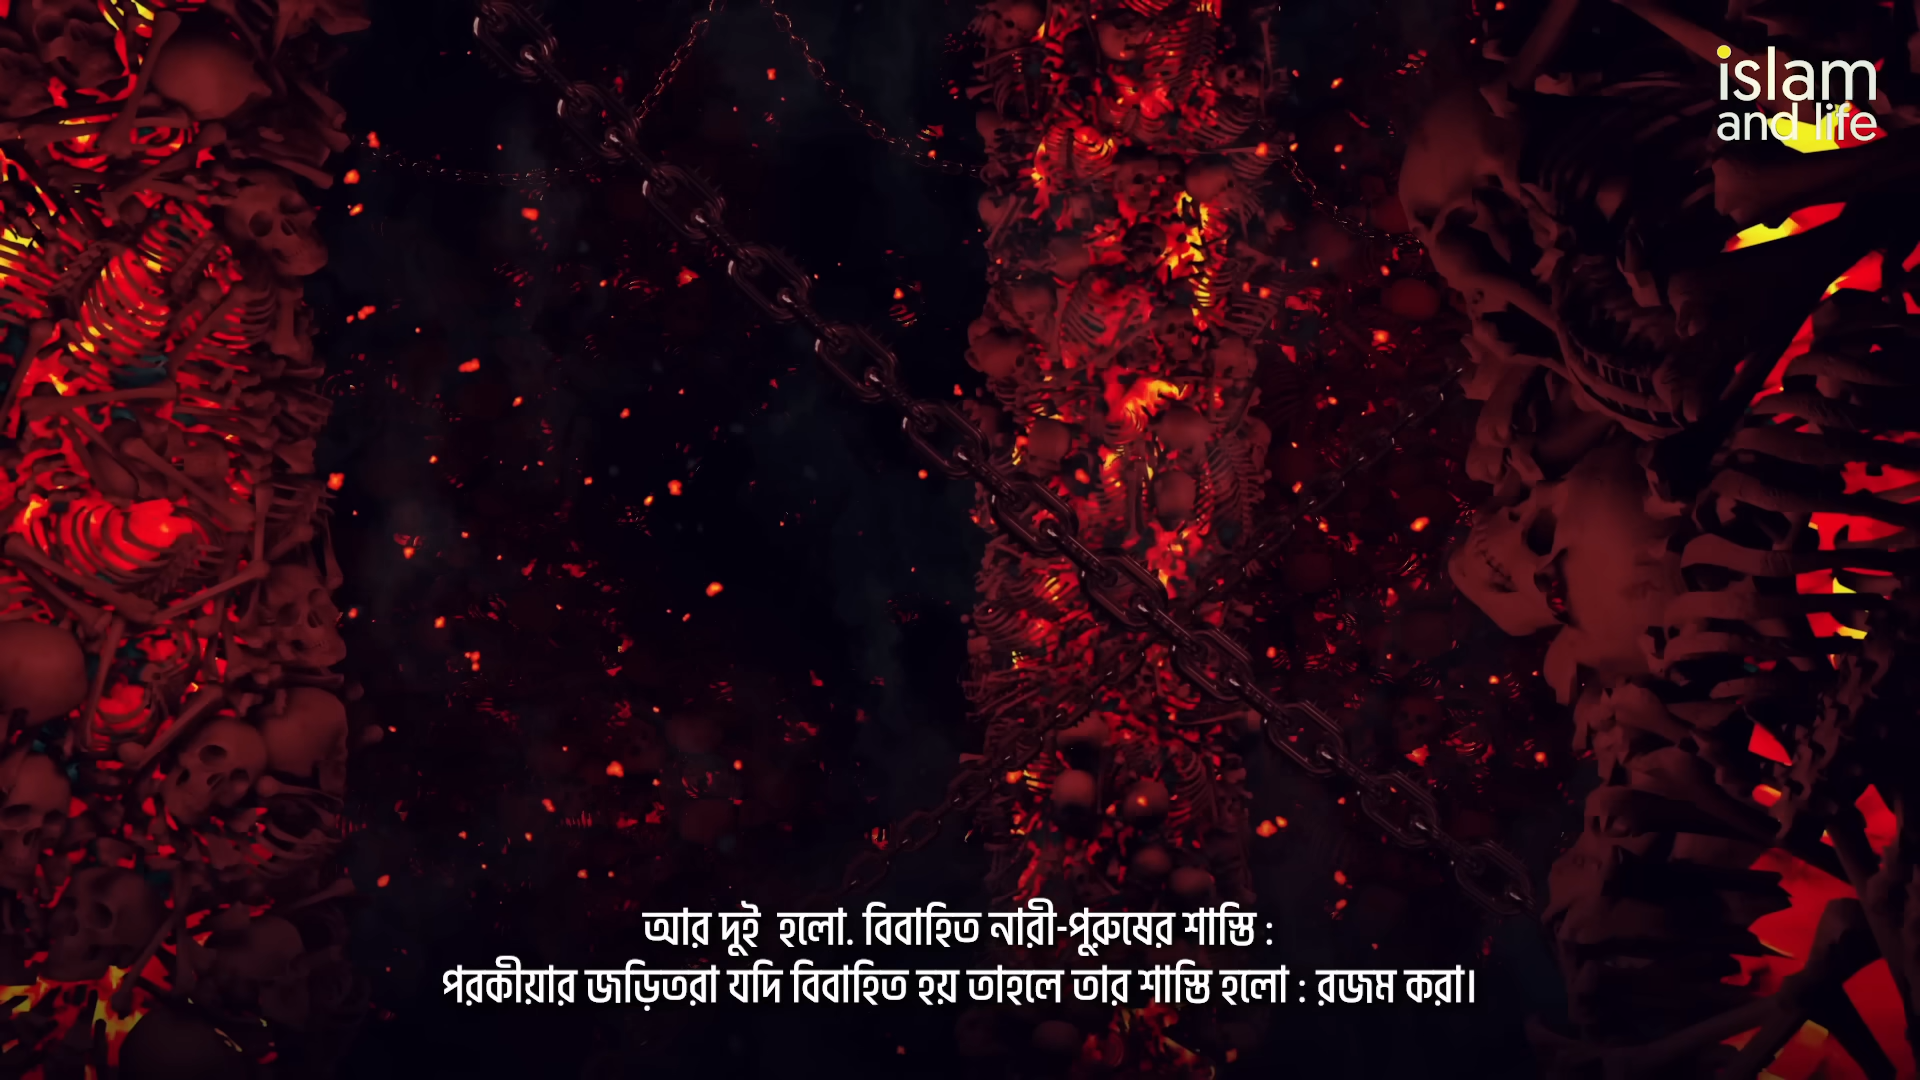 islam
and life
আর দুই হলো. বিবাহিত নারী-পুরুষের শাস্তি :
পরকীয়ার জড়িতরা যদি বিবাহিত হয় তাহলে তার শাস্তি হলো : রজম করা।